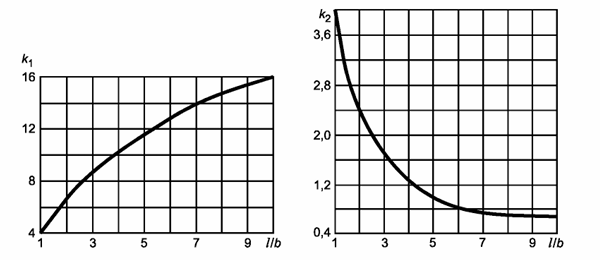 k₁
16
12
8
4
1 3 5 7 9 l/b
k₂
3,6
2,8
2,0
1,2
0,4
1 3 5 7 9 l/b